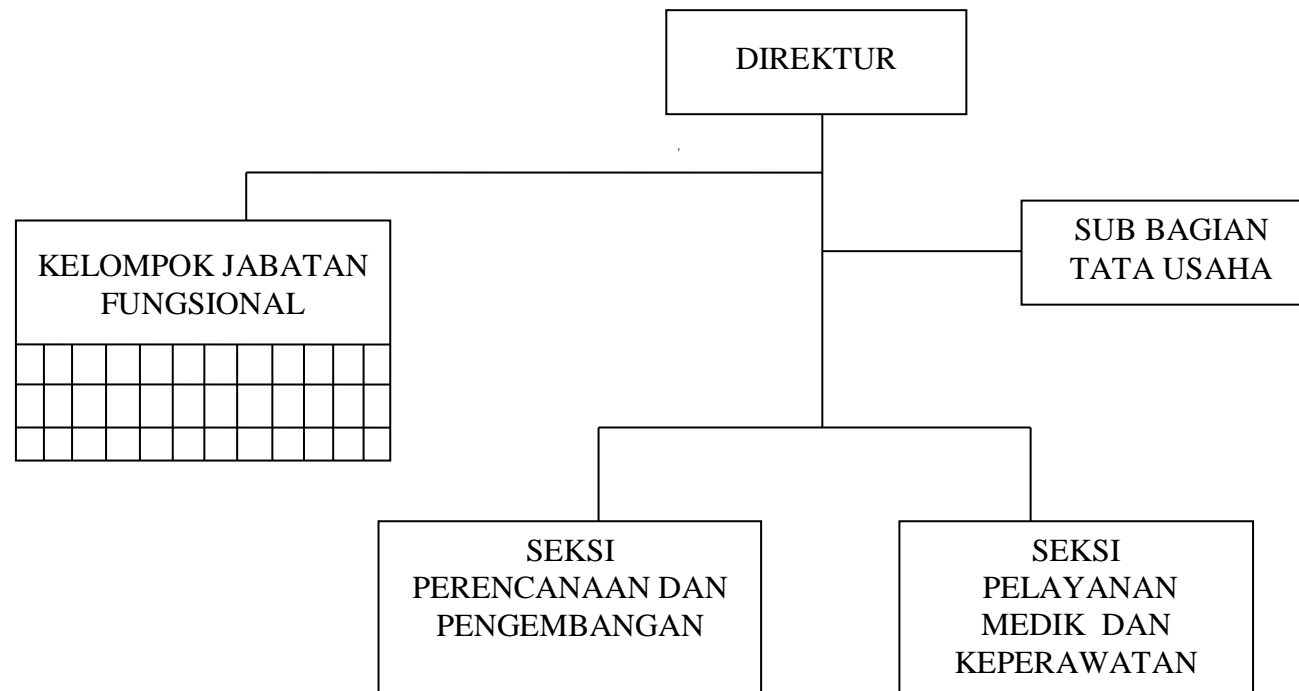 DIREKTUR
SUB BAGIAN
TATA USAHA
KELOMPOK JABATAN
FUNGSIONAL
SEKSI
PERENCANAAN DAN
PENGEMBANGAN
SEKSI
PELAYANAN
MEDIK DAN
KEPERAWATAN